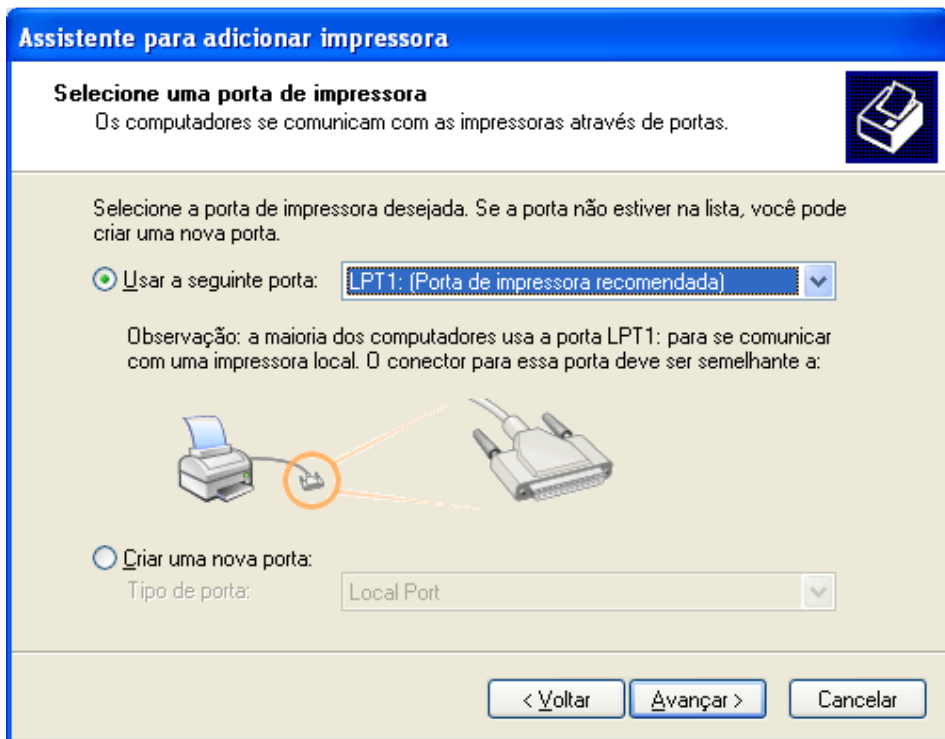 Assistente para adicionar impressora
Selecione uma porta de impressora
Os computadores se comunicam com as impressoras através de portas.
Selecione a porta de impressora desejada. Se a porta não estiver na lista, você pode
criar uma nova porta.
Usar a seguinte porta: LPT1: (Porta de impressora recomendada)
Observação: a maioria dos computadores usa a porta LPT1: para se comunicar
com uma impressora local. O conector para essa porta deve ser semelhante a:
Criar uma nova porta:
Tipo de porta: Local Port
< Voltar Avançar > Cancelar